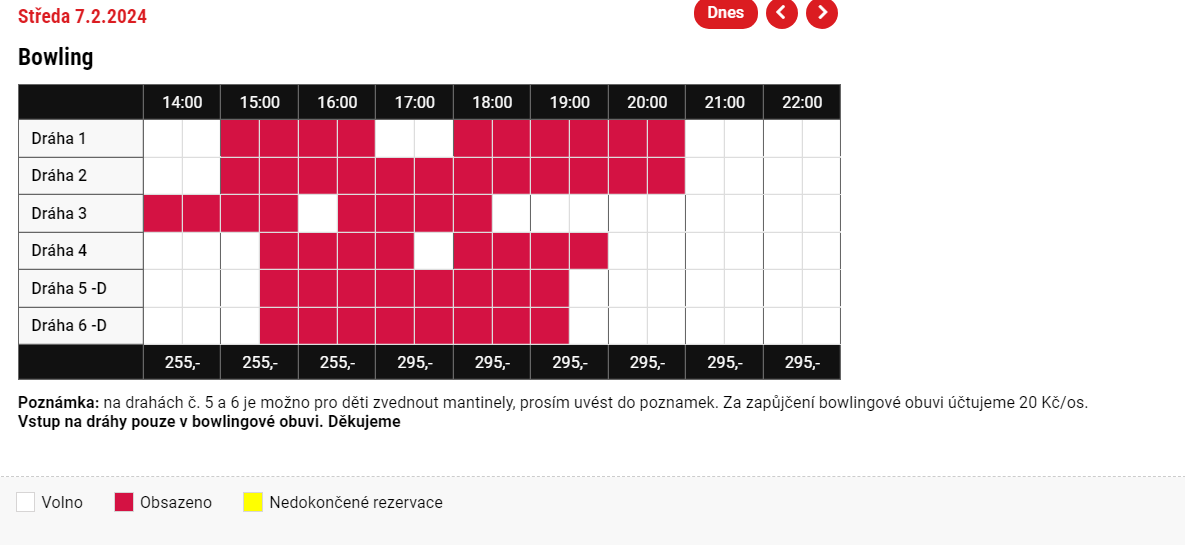 Středa 7.2.2024
Dnes
Bowling
14:00 15:00 16:00 17:00 18:00 19:00 20:00 21:00 22:00
Dráha 1
Dráha 2
Dráha 3
Dráha 4
Dráha 5 -D
Dráha 6 -D
255,- 255,- 255,- 295,- 295,- 295,- 295,- 295,- 295,-
Poznámka: na drahách č. 5 a 6 je možno pro děti zvednout mantinely, prosím uvést do poznamek. Za zapůjčení bowlingové obuvi účtujeme 20 Kč/os.
Vstup na dráhy pouze v bowlingové obuvi. Děkujeme
Volno Obsazeno Nedokončené rezervace